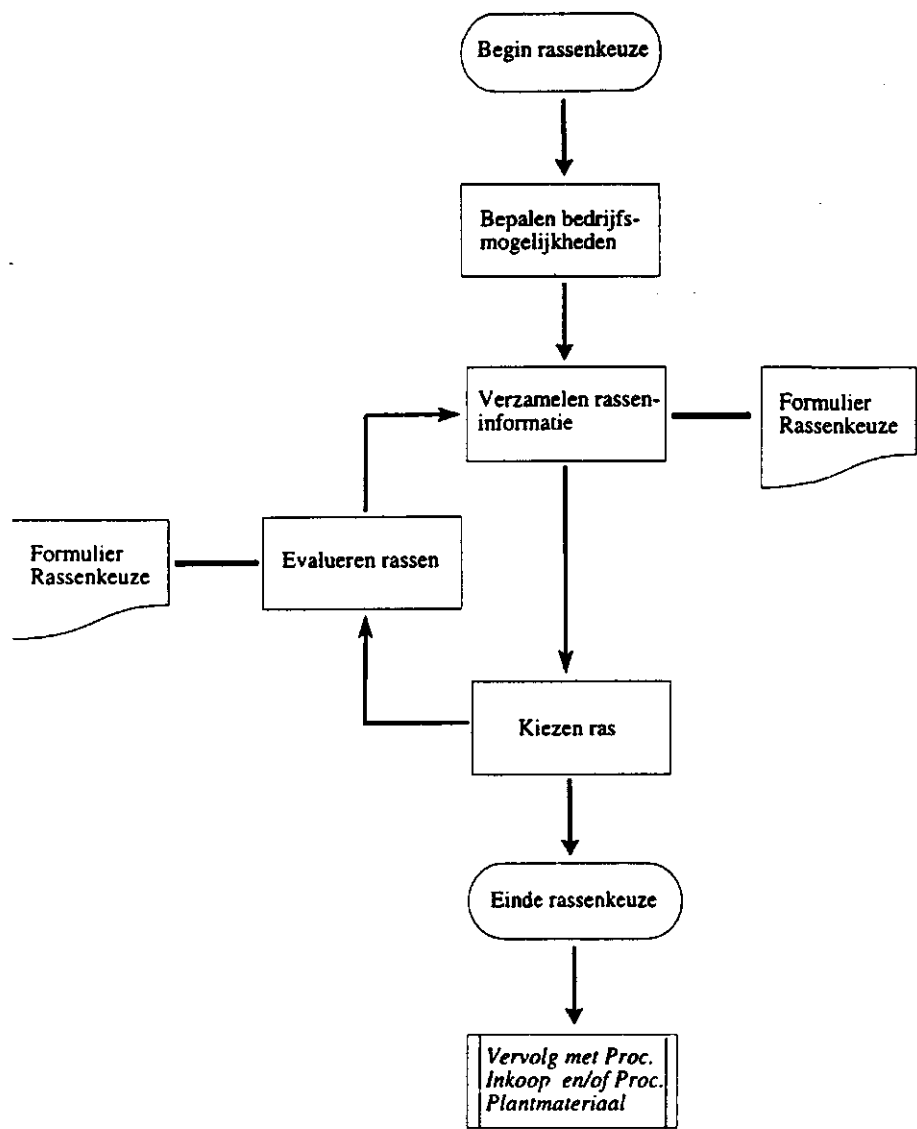 Begin rassenkeuze
Bepalen bedrijfs-
mogelijkheden
Verzamelen rassen-
informatie
Formulier
Rassenkeuze
Formulier
Rassenkeuze
Evalueren rassen
Kiezen ras
Einde rassenkeuze
Vervolg met Proc.
Inkoop en/of Proc.
Plantmateriaal